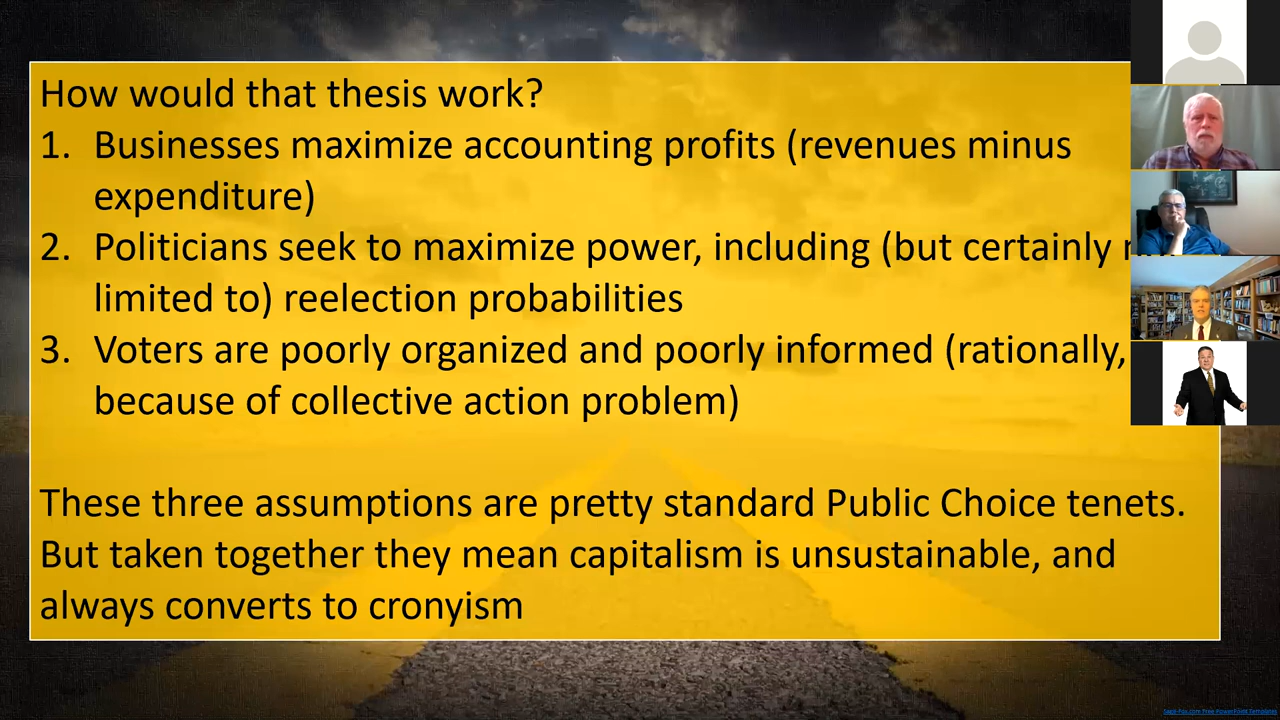 How would that thesis work?
1. Businesses maximize accounting profits (revenues minus
expenditure)
2. Politicians seek to maximize power, including (but certainly
limited to) reelection probabilities
3. Voters are poorly organized and poorly informed (rationally,
because of collective action problem)
These three assumptions are pretty standard Public Choice tenets.
But taken together they mean capitalism is unsustainable, and
always converts to cronyism